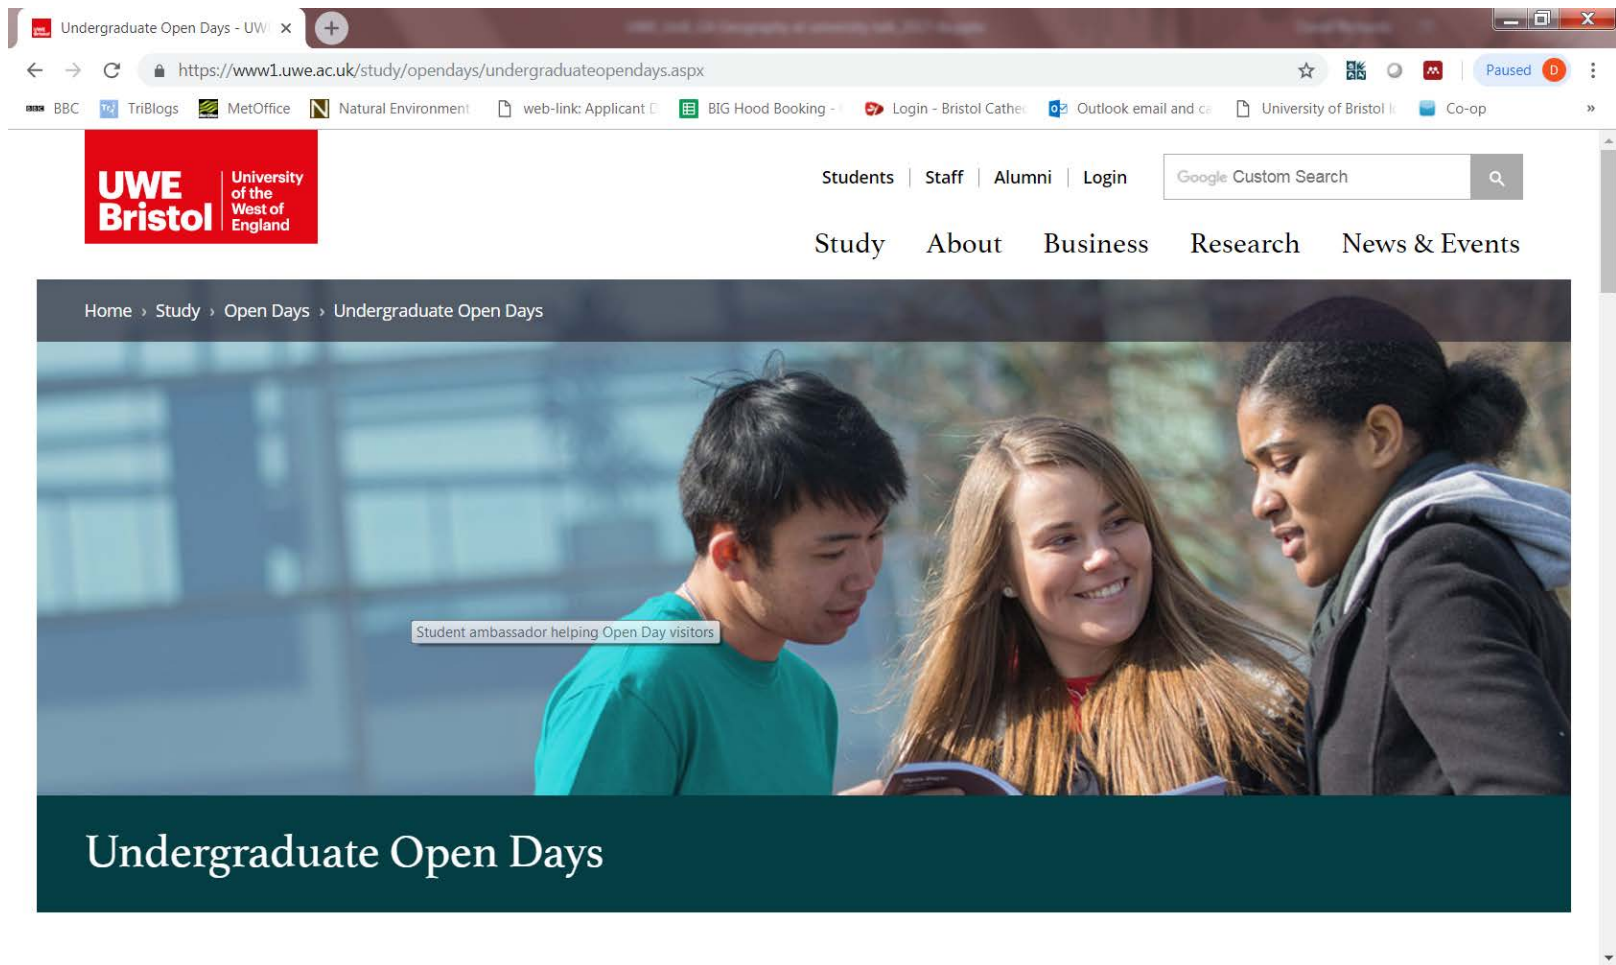 Undergraduate Open Days - UW
https://www1.uwe.ac.uk/study/opendays/undergraduateopendays.aspx
Paused D
BBC TriBlogs MetOffice Natural Environment web-link: Applicant BIG Hood Booking - Login - Bristol Cathe Outlook email and ca University of Bristol Co-op »
UWE Bristol
University of the West of England
Students Staff Alumni Login Google Custom Search
Study About Business Research News & Events
Home › Study › Open Days › Undergraduate Open Days
Student ambassador helping Open Day visitors
Undergraduate Open Days